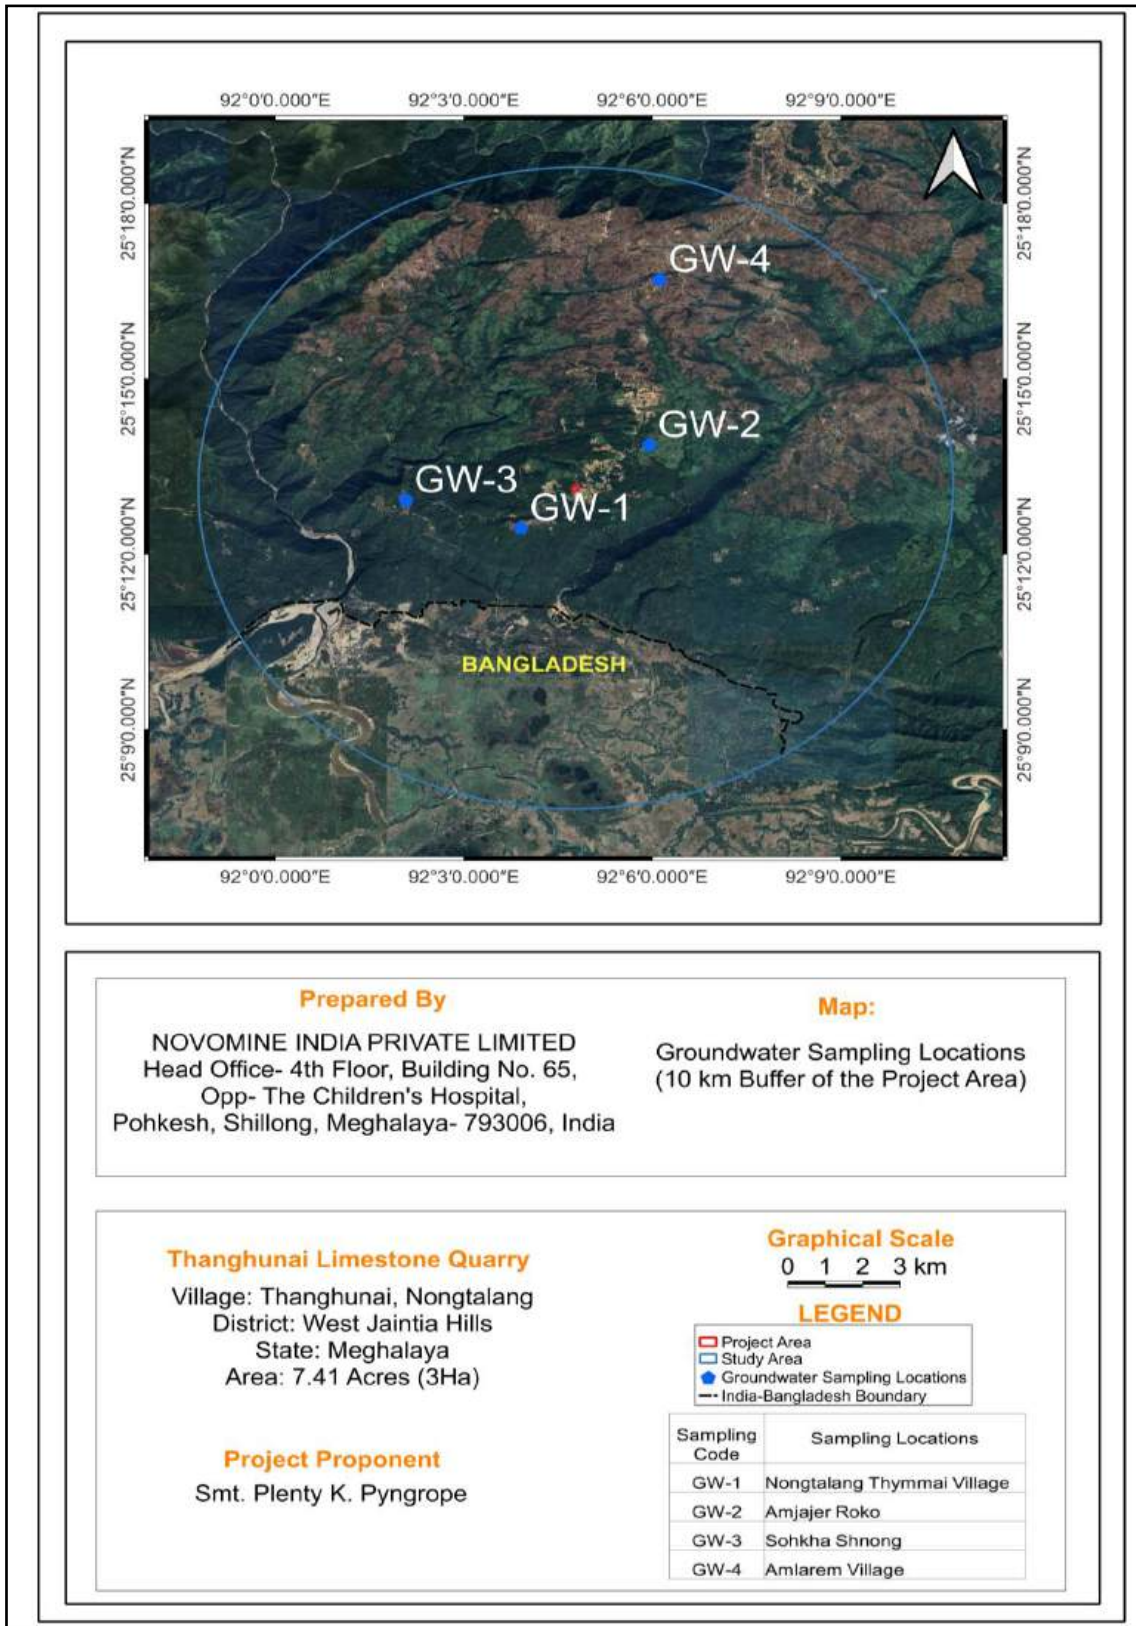 92°0'0.000"E 92°3'0.000"E 92°6'0.000"E 92°9'0.000"E
25°18'0.000"N
25°18'0.000"N
GW-4
25°15'0.000"N
25°15'0.000"N
GW-2
GW-3
GW-1
25°12'0.000"N
25°12'0.000"N
BANGLADESH
25°9'0.000"N
25°9'0.000"N
92°0'0.000"E 92°3'0.000"E 92°6'0.000"E 92°9'0.000"E
Prepared By
NOVOMINE INDIA PRIVATE LIMITED
Head Office- 4th Floor, Building No. 65,
Opp- The Children's Hospital,
Pohkesh, Shillong, Meghalaya- 793006, India
Map:
Groundwater Sampling Locations
(10 km Buffer of the Project Area)
Thanghunai Limestone Quarry
Village: Thanghunai, Nongtalang
District: West Jaintia Hills
State: Meghalaya
Area: 7.41 Acres (3Ha)
Project Proponent
Smt. Plenty K. Pyngrope
Graphical Scale
0 1 2 3 km
LEGEND
Project Area
Study Area
Groundwater Sampling Locations
India-Bangladesh Boundary
Sampling Code Sampling Locations
GW-1 Nongtalang Thymmai Village
GW-2 Amjajer Roko
GW-3 Sohkha Shnong
GW-4 Amlarem Village